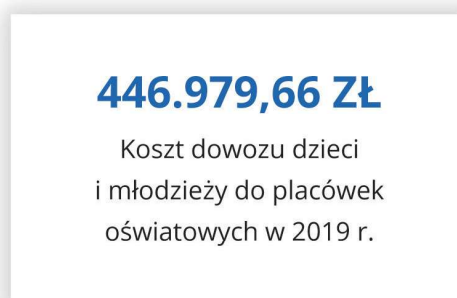 446.979,66 ZŁ
Koszt dowozu dzieci
i młodzieży do placówek
oświatowych w 2019 r.